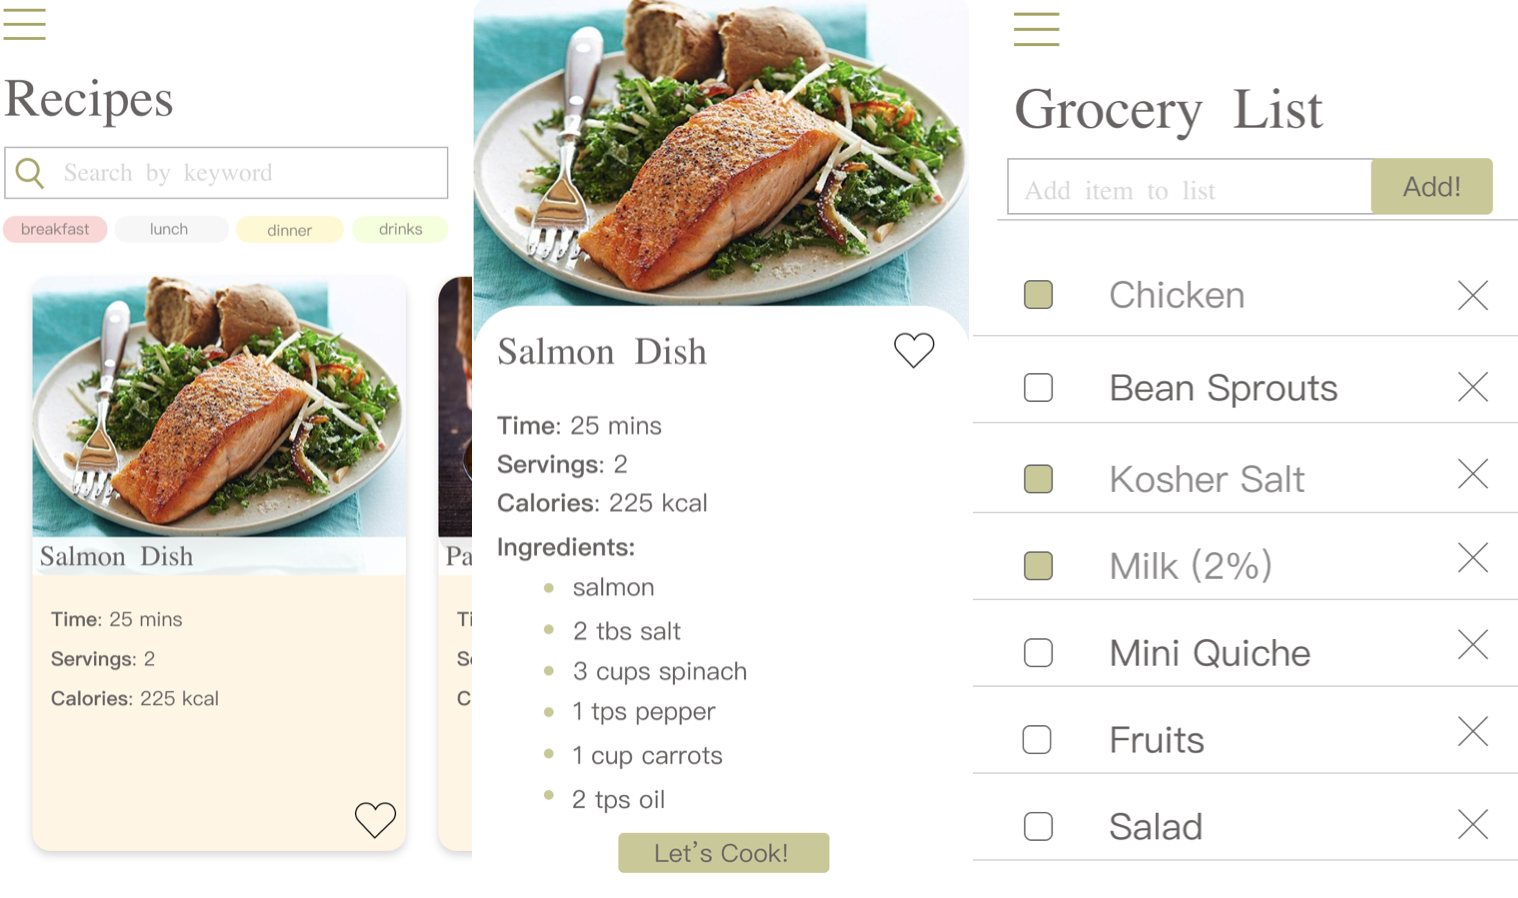 Recipes
Search by keyword
breakfast
lunch
dinner
drinks
Salmon Dish
Time: 25 mins
Servings: 2
Calories: 225 kcal
Pa
Ti
S
C
Salmon Dish
Time: 25 mins
Servings: 2
Calories: 225 kcal
Ingredients:
salmon
2 tbs salt
3 cups spinach
1 tps pepper
1 cup carrots
2 tps oil
Let's Cook!
Grocery List
Add item to list
Add!
Chicken
Bean Sprouts
Kosher Salt
Milk (2%)
Mini Quiche
Fruits
Salad